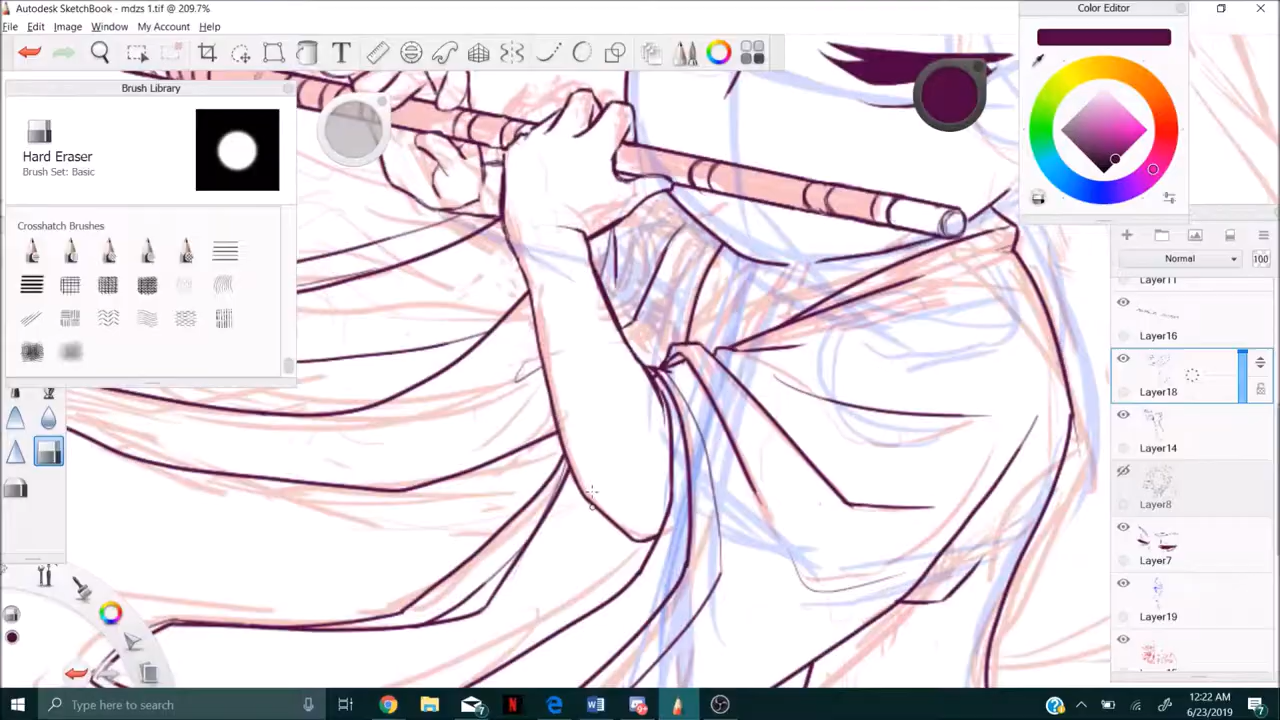 Autodesk SketchBook - mdzs 1.tif @ 209.7%
File Edit Image Window My Account Help
Color Editor
Brush Library
Hard Eraser
Brush Set: Basic
Crosshatch Brushes
Normal
100
Layer11
Layer16
Layer18
Layer14
Layer8
Layer7
Layer19
Type here to search
12:22 AM
6/23/2019
7
7